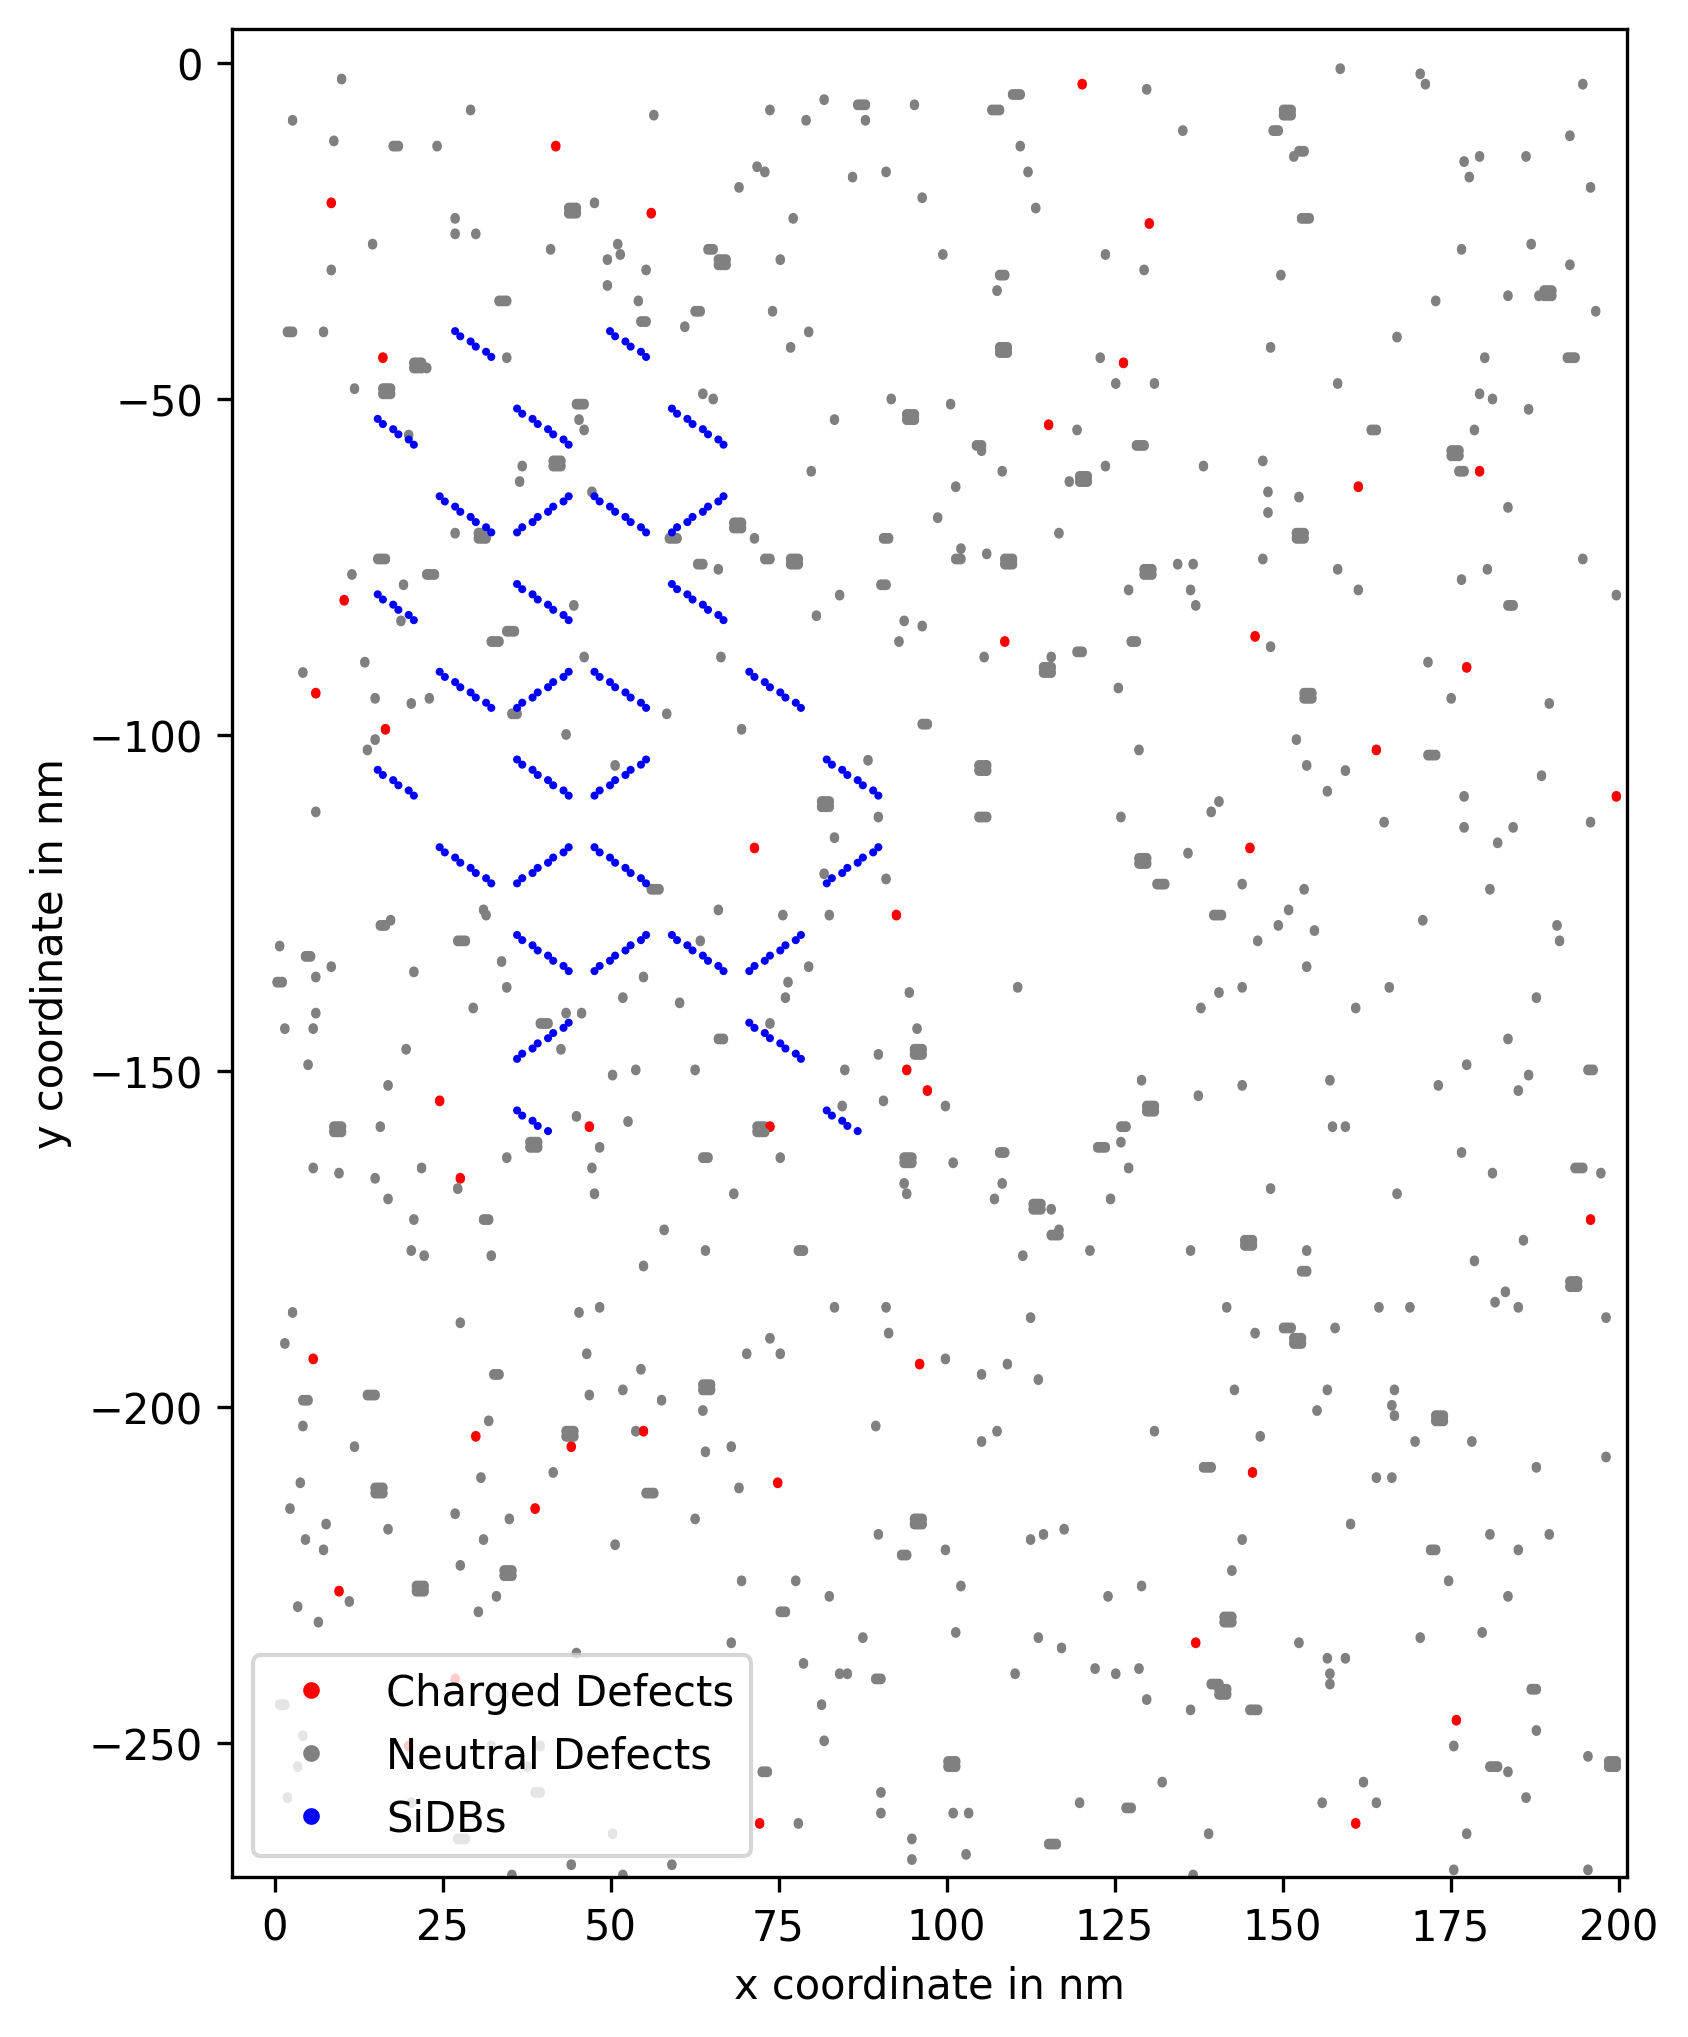 0
−50
−100
−150
−200
−250
y coordinate in nm
Charged Defects
Neutral Defects
SiDBs
0 25 50 75 100 125 150 175 200
x coordinate in nm